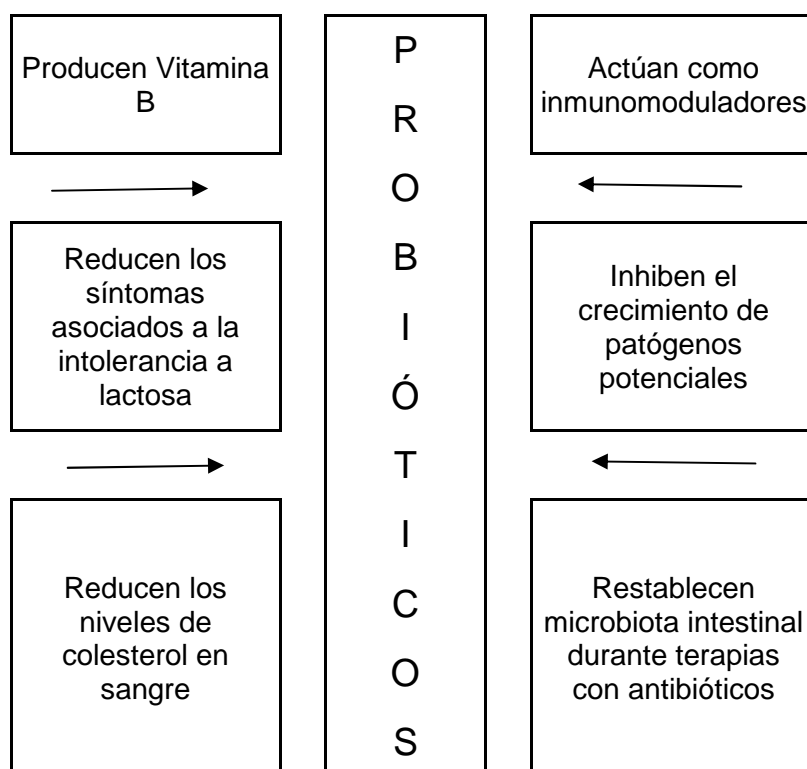 Producen Vitamina
B
Reducen los
síntomas
asociados a la
intolerancia a
lactosa
Reducen los
niveles de
colesterol en
sangre
P
R
O
B
I
Ó
T
I
C
O
S
Actúan como
inmunomoduladores
Inhiben el
crecimiento de
patógenos
potenciales
Restablecen
microbiota intestinal
durante terapias
con antibióticos